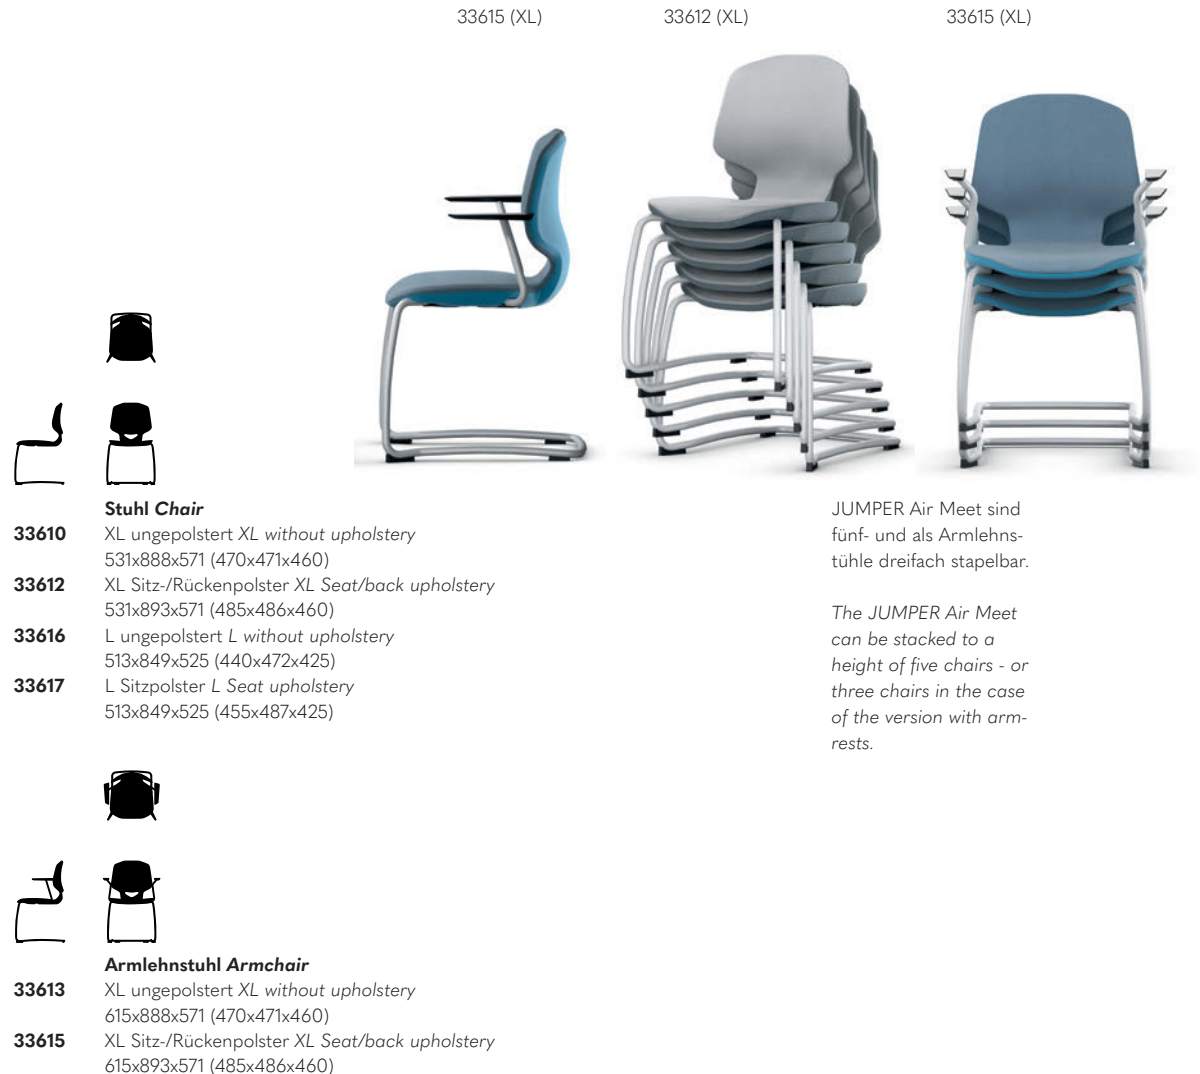 33615 (XL)
33612 (XL)
33615 (XL)
Stuhl Chair
33610 XL ungepolstert XL without upholstery
531x888x571 (470x471x460)
33612 XL Sitz-/Rückenpolster XL Seat/back upholstery
531x893x571 (485x486x460)
33616 L ungepolstert L without upholstery
513x849x525 (440x472x425)
33617 L Sitzpolster L Seat upholstery
513x849x525 (455x487x425)
JUMPER Air Meet sind
fünf- und als Armlehns-
tühle dreifach stapelbar.
The JUMPER Air Meet
can be stacked to a
height of five chairs - or
three chairs in the case
of the version with arm-
rests.
Armlehnstuhl Armchair
33613 XL ungepolstert XL without upholstery
615x888x571 (470x471x460)
33615 XL Sitz-/Rückenpolster XL Seat/back upholstery
615x893x571 (485x486x460)